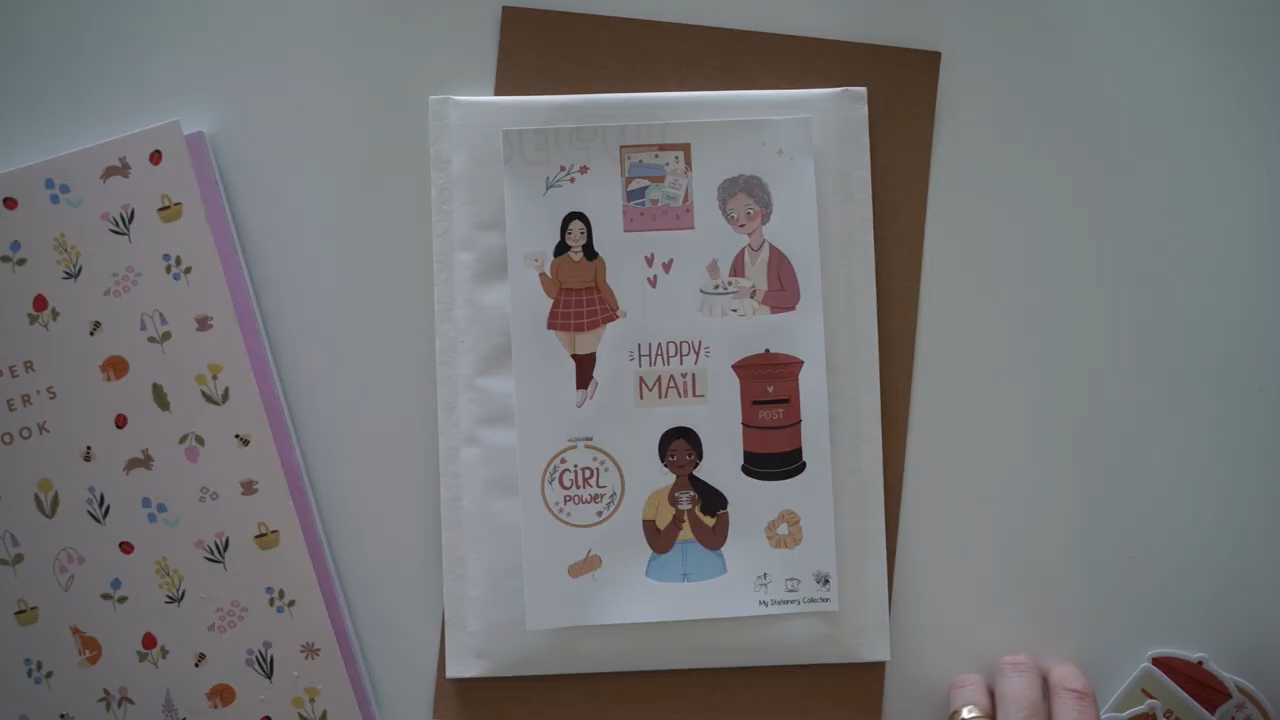 PER
ER'S
OOK
HAPPY
MAIL
POST
GIRL
POWER
My Stationery Collection